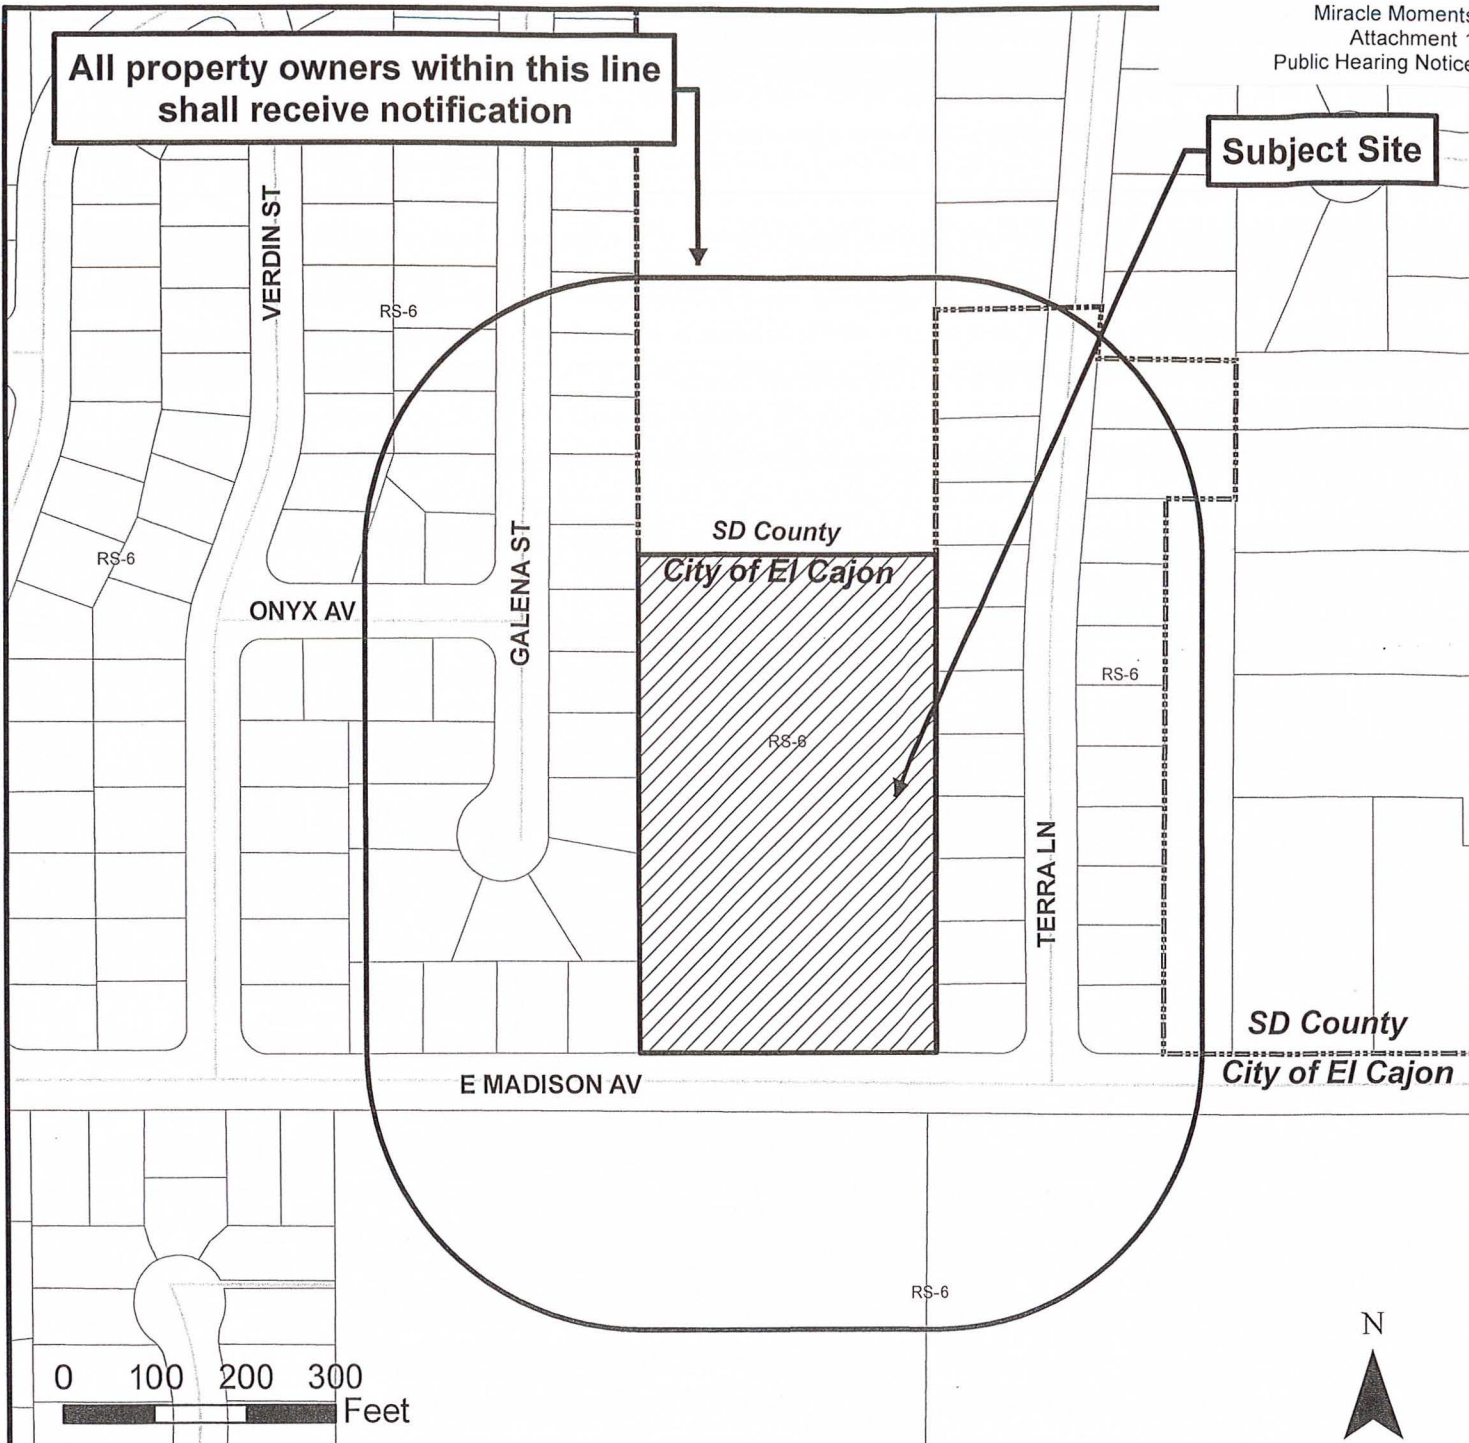 Miracle Moments
Attachment 1
Public Hearing Notice
All property owners within this line
shall receive notification
Subject Site
VERDIN ST
RS-6
SD County
City of El Cajon
RS-6
GALENA ST
ONYX AV
RS-6
RS-6
TERRA LN
SD County
City of El Cajon
E MADISON AV
RS-6
N
0 100 200 300
Feet